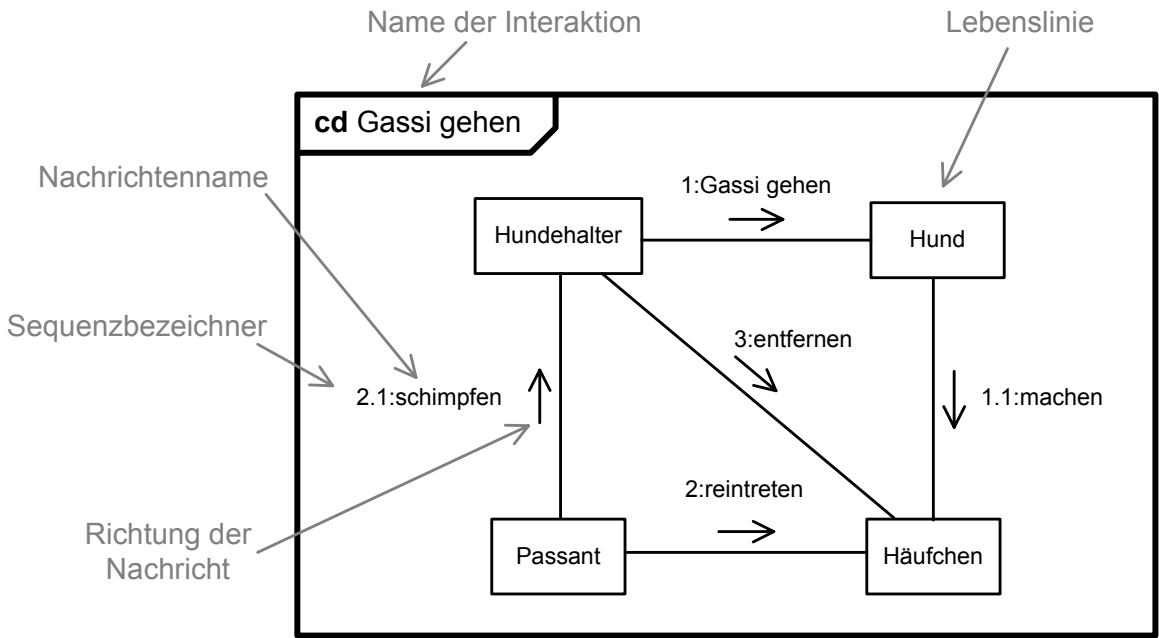 Name der Interaktion
Lebenslinie
cd Gassi gehen
Nachrichtenname
1:Gassi gehen
Hundehalter
Hund
Sequenzbezeichner
3:entfernen
2.1:schimpfen
1.1:machen
2:reintreten
Richtung der
Nachricht
Passant
Häufchen